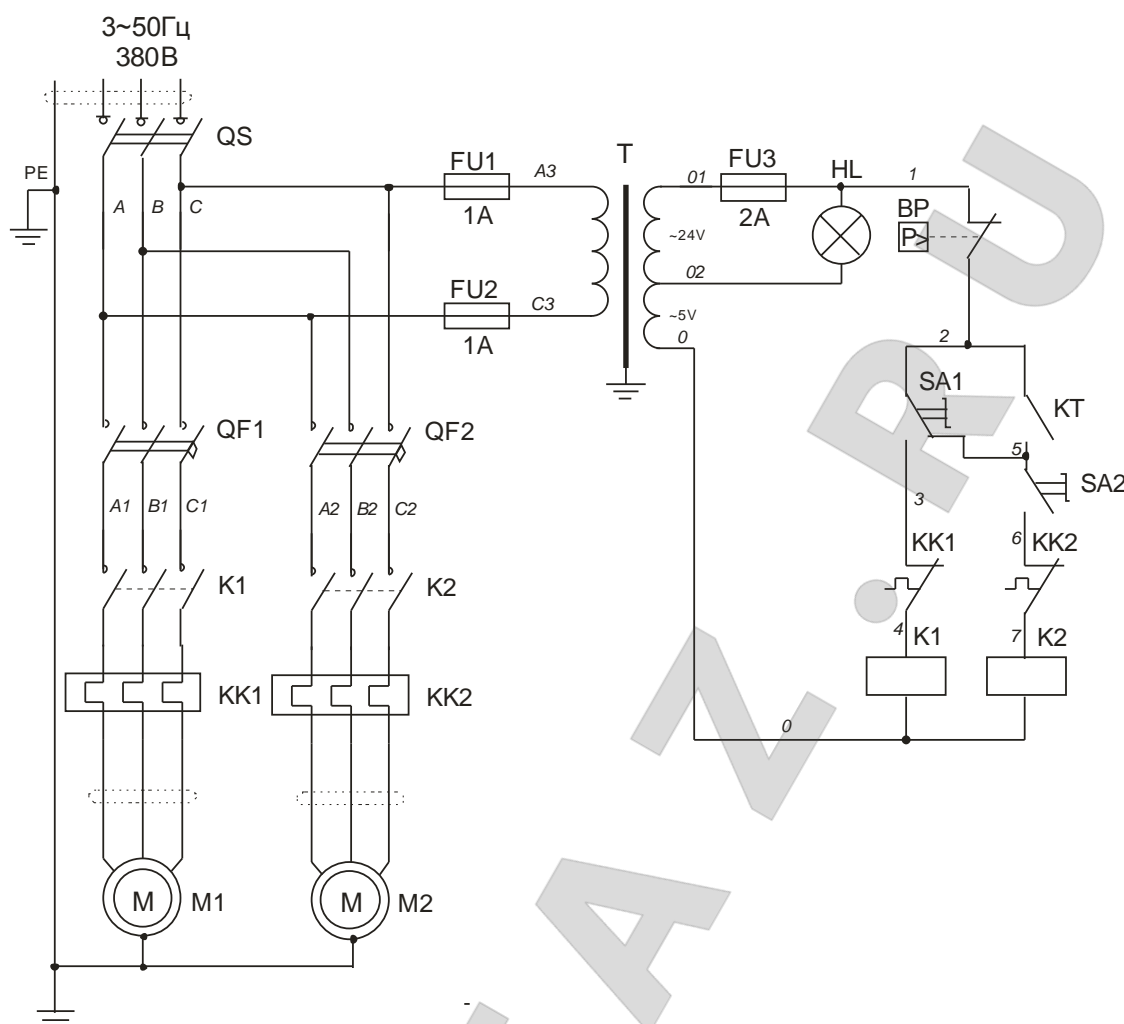 3~50Гц
380В
QS
PE
A
B
C
FU1
A3
1A
FU2
C3
1A
T
01
FU3
2A
HL
1
~24V
02
~5V
0
BP
P>
2
SA1
KT
5
SA2
3
6
KK1
KK2
4
K1
7
K2
0
QF1
QF2
A1
B1
C1
A2
B2
C2
K1
K2
KK1
KK2
M
M1
M
M2
-
A Z . R U